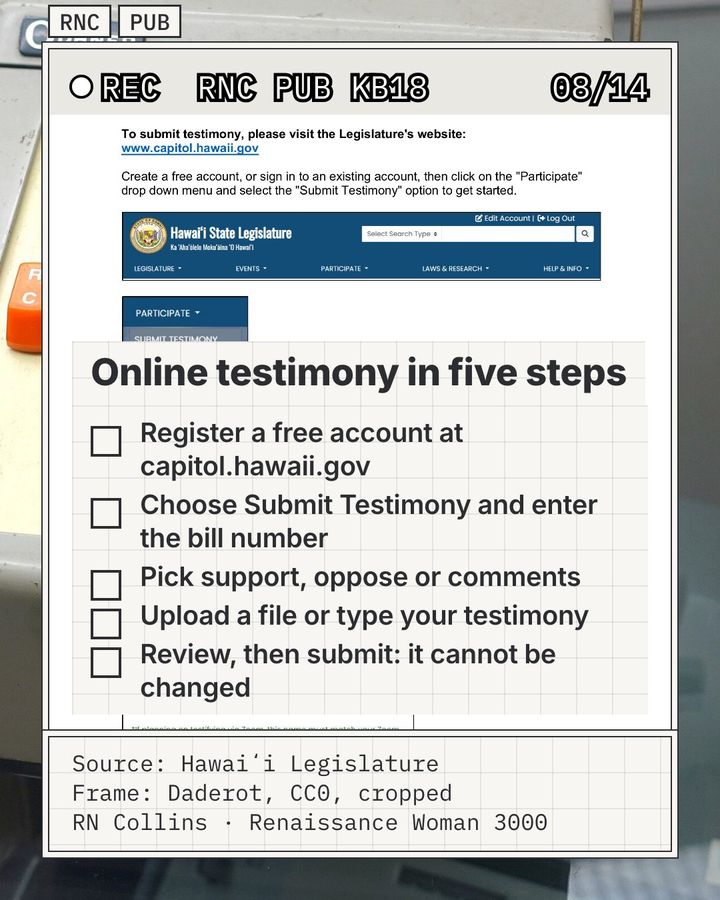 RNC PUB
REC RNC PUB KB18 08/14
To submit testimony, please visit the Legislature's website:
www.capitol.hawaii.gov
Create a free account, or sign in to an existing account, then click on the "Participate"
drop down menu and select the "Submit Testimony" option to get started.
Edit Account | Log Out
Hawaiʻi State Legislature
Ka ʻAhaʻōlelo Mokuʻāina ʻO Hawaiʻi
Select Search Type
LEGISLATURE EVENTS PARTICIPATE LAWS & RESEARCH HELP & INFO
PARTICIPATE
SUBMIT TESTIMONY
R
C
Online testimony in five steps
Register a free account at
capitol.hawaii.gov
Choose Submit Testimony and enter
the bill number
Pick support, oppose or comments
Upload a file or type your testimony
Review, then submit: it cannot be
changed
Source: Hawaiʻi Legislature
Frame: Daderot, CC0, cropped
RN Collins · Renaissance Woman 3000